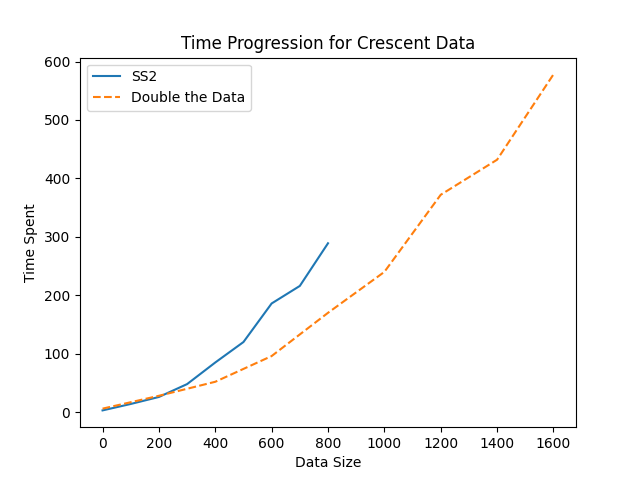 Time Progression for Crescent Data
SS2
Double the Data
600
500
400
300
200
100
0
Time Spent
0 200 400 600 800 1000 1200 1400 1600
Data Size